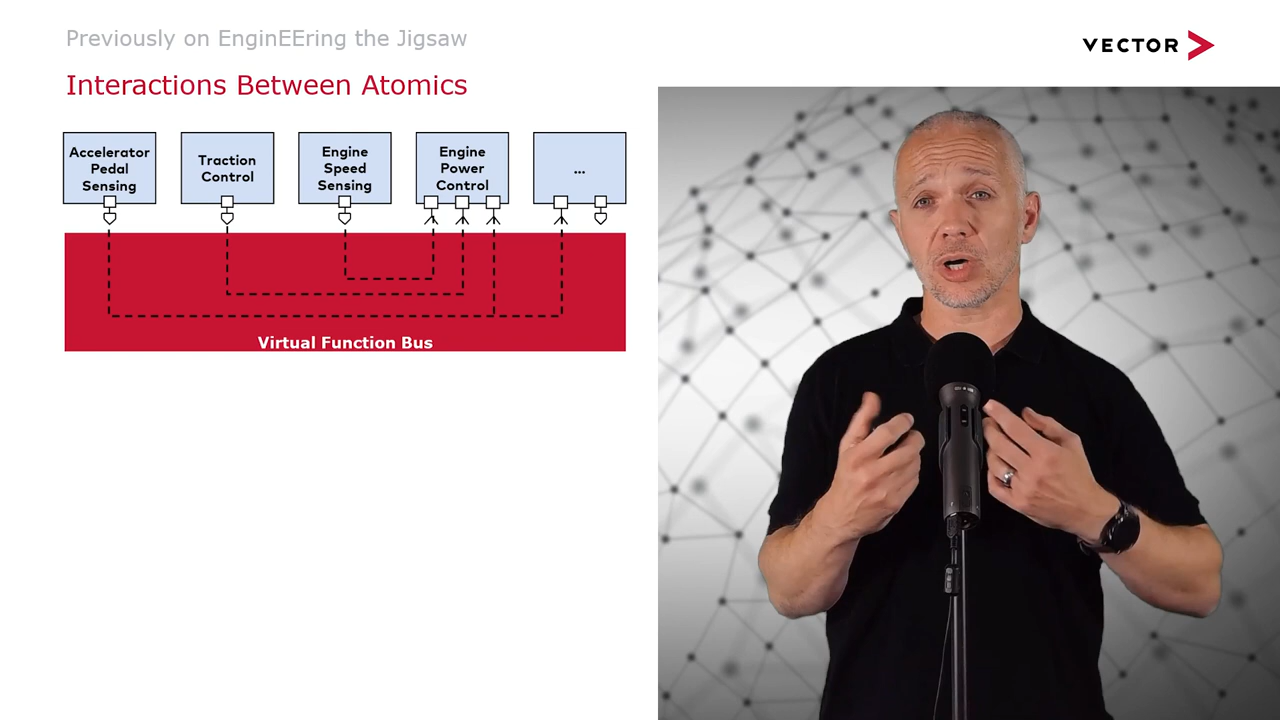 Previously on EnginEEring the Jigsaw
VECTOR
Interactions Between Atomics
Accelerator
Pedal
Sensing
Traction
Control
Engine
Speed
Sensing
Engine
Power
Control
...
Virtual Function Bus